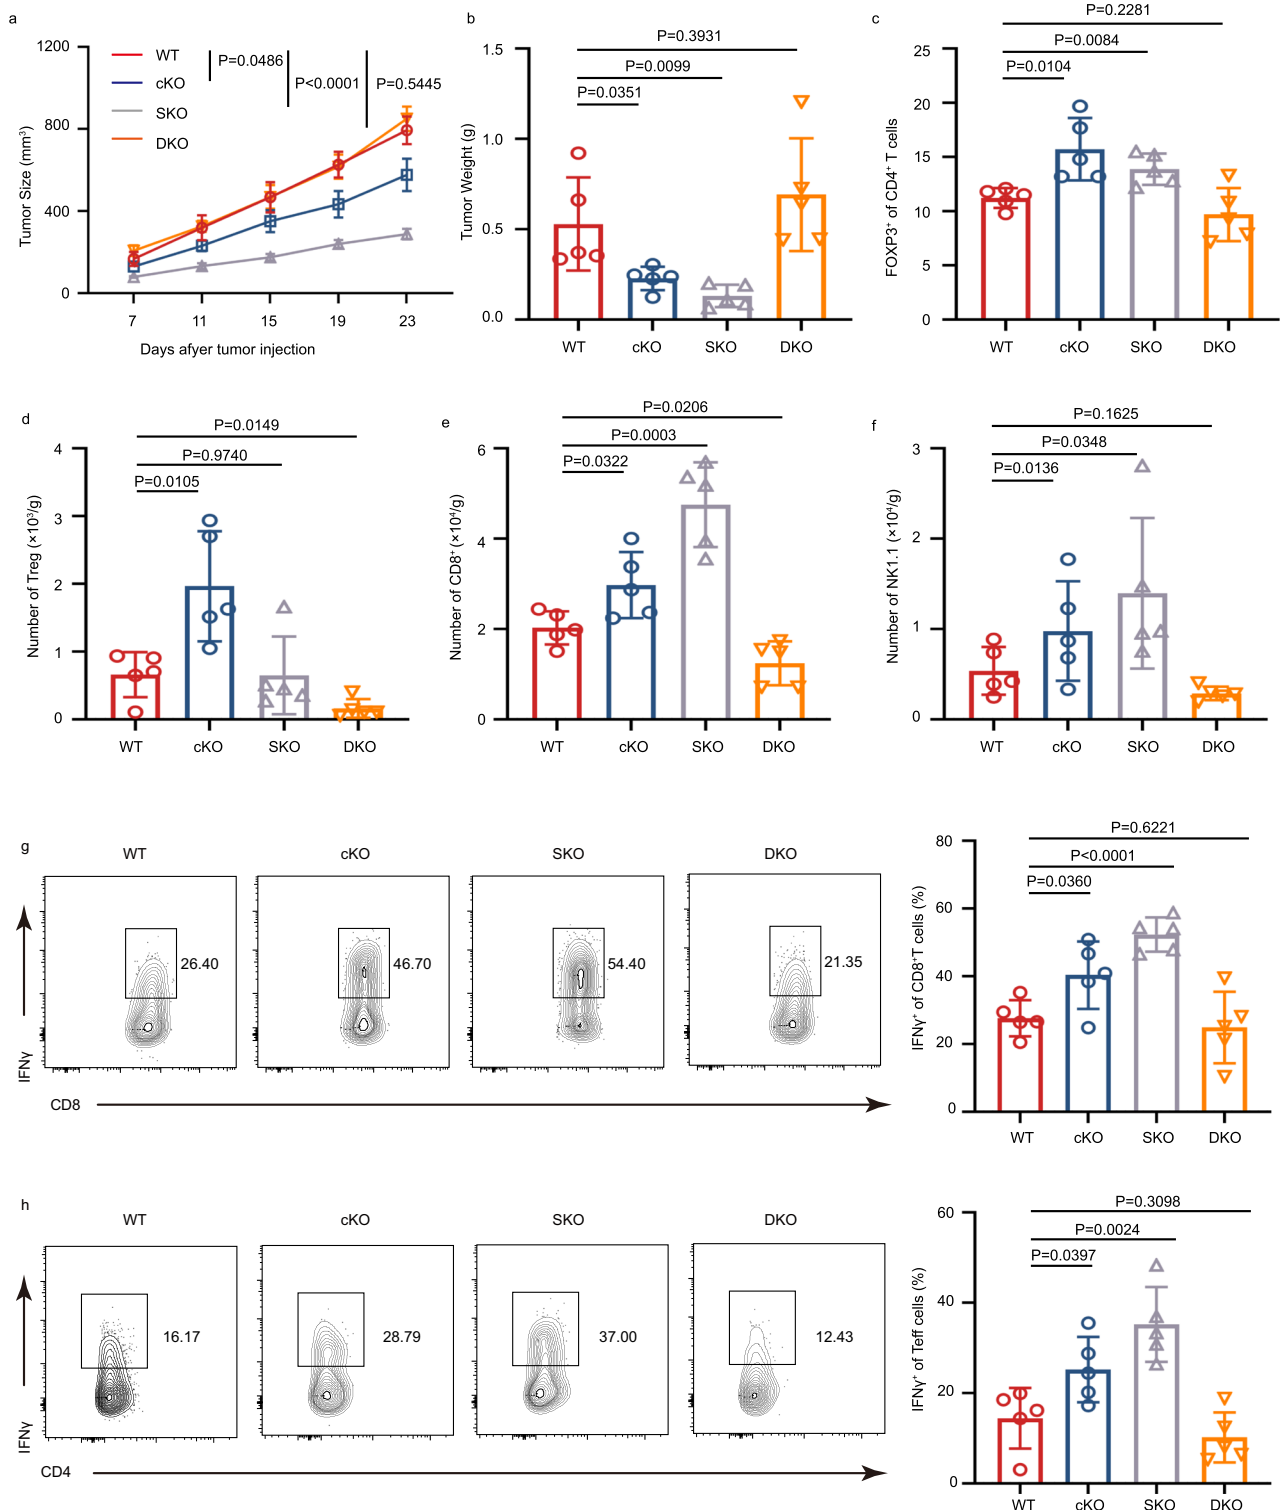 a
1200
800
400
0
Tumor Size (mm³)
WT
cKO
SKO
DKO
P=0.0486
P<0.0001
P=0.5445
7 11 15 19 23
Days afyer tumor injection
b
P=0.3931
P=0.0099
P=0.0351
1.5
1.0
0.5
0.0
Tumor Weight (g)
WT cKO SKO DKO
c
P=0.2281
P=0.0084
P=0.0104
25
20
15
10
5
0
FOXP3⁺ of CD4⁺ T cells
WT cKO SKO DKO
d
P=0.0149
P=0.9740
P=0.0105
4
3
2
1
0
Number of Treg (×10³/g)
WT cKO SKO DKO
e
P=0.0206
P=0.0003
P=0.0322
6
4
2
0
Number of CD8⁺ (×10⁴/g)
WT cKO SKO DKO
f
P=0.1625
P=0.0348
P=0.0136
3
2
1
0
Number of NK1.1 (×10⁴/g)
WT cKO SKO DKO
g
WT cKO SKO DKO
26.40
46.70
54.40
21.35
IFNγ
CD8
P=0.6221
P<0.0001
P=0.0360
80
60
40
20
0
IFNγ⁺ of CD8⁺T cells (%)
WT cKO SKO DKO
h
WT cKO SKO DKO
16.17
28.79
37.00
12.43
IFNγ
CD4
P=0.3098
P=0.0024
P=0.0397
60
40
20
0
IFNγ⁺ of Teff cells (%)
WT cKO SKO DKO